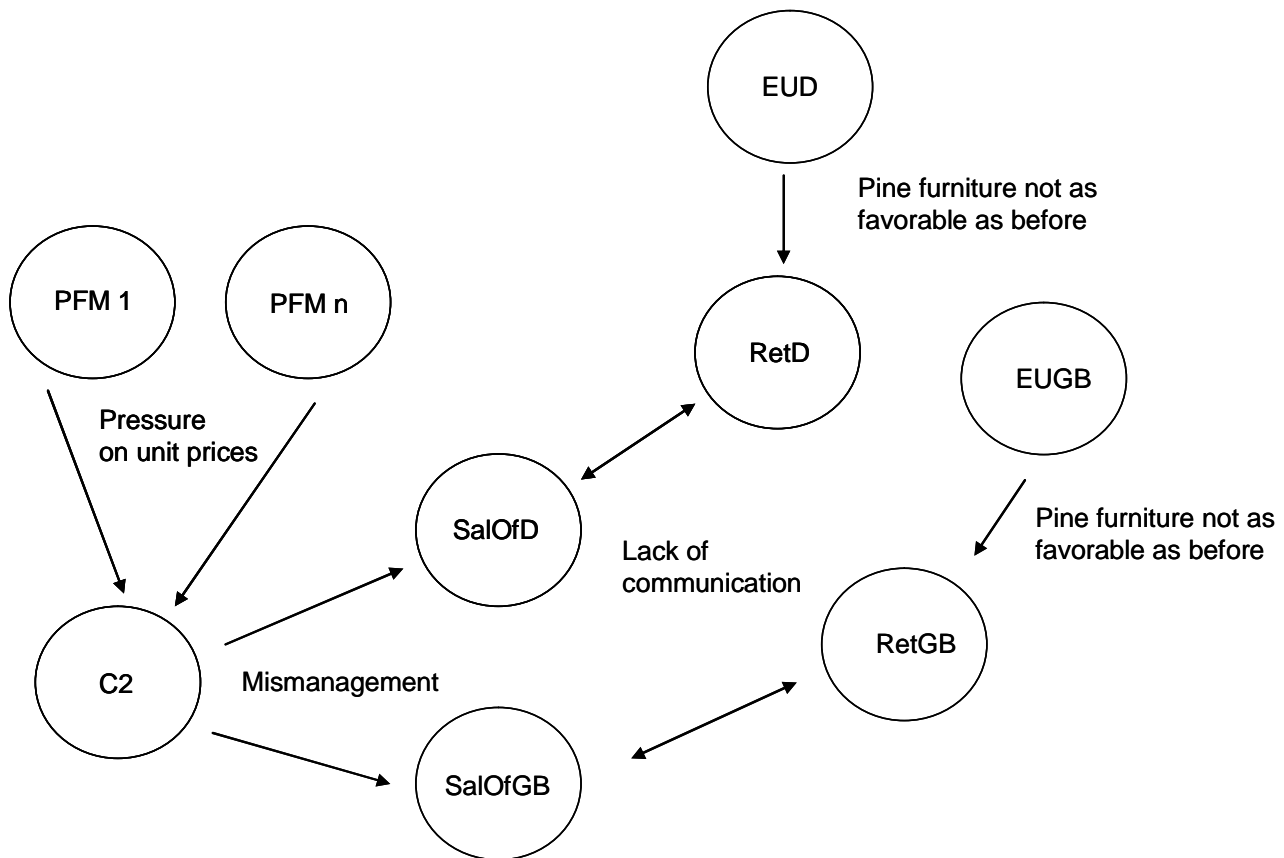 EUD
Pine furniture not as
favorable as before
PFM 1
PFM n
RetD
EUGB
Pressure
on unit prices
SalOfD
Pine furniture not as
favorable as before
Lack of
communication
RetGB
C2
Mismanagement
SalOfGB